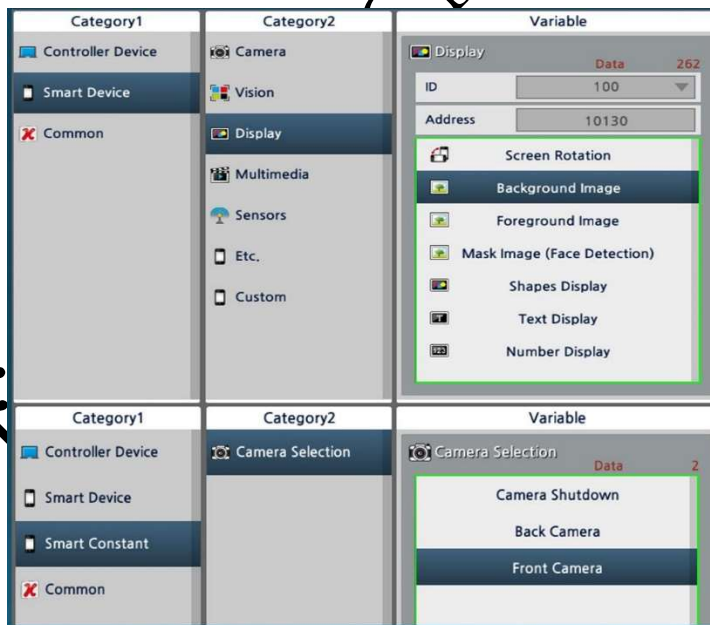 Category1
Category2
Variable
Controller Device
Camera
Display
Data 262
Smart Device
Vision
ID 100
Common
Display
Address 10130
Multimedia
Screen Rotation
Background Image
Sensors
Foreground Image
Etc.
Mask Image (Face Detection)
Custom
Shapes Display
Text Display
Number Display
Category1
Category2
Variable
Controller Device
Camera Selection
Camera Selection
Data 2
Smart Device
Camera Shutdown
Back Camera
Smart Constant
Front Camera
Common